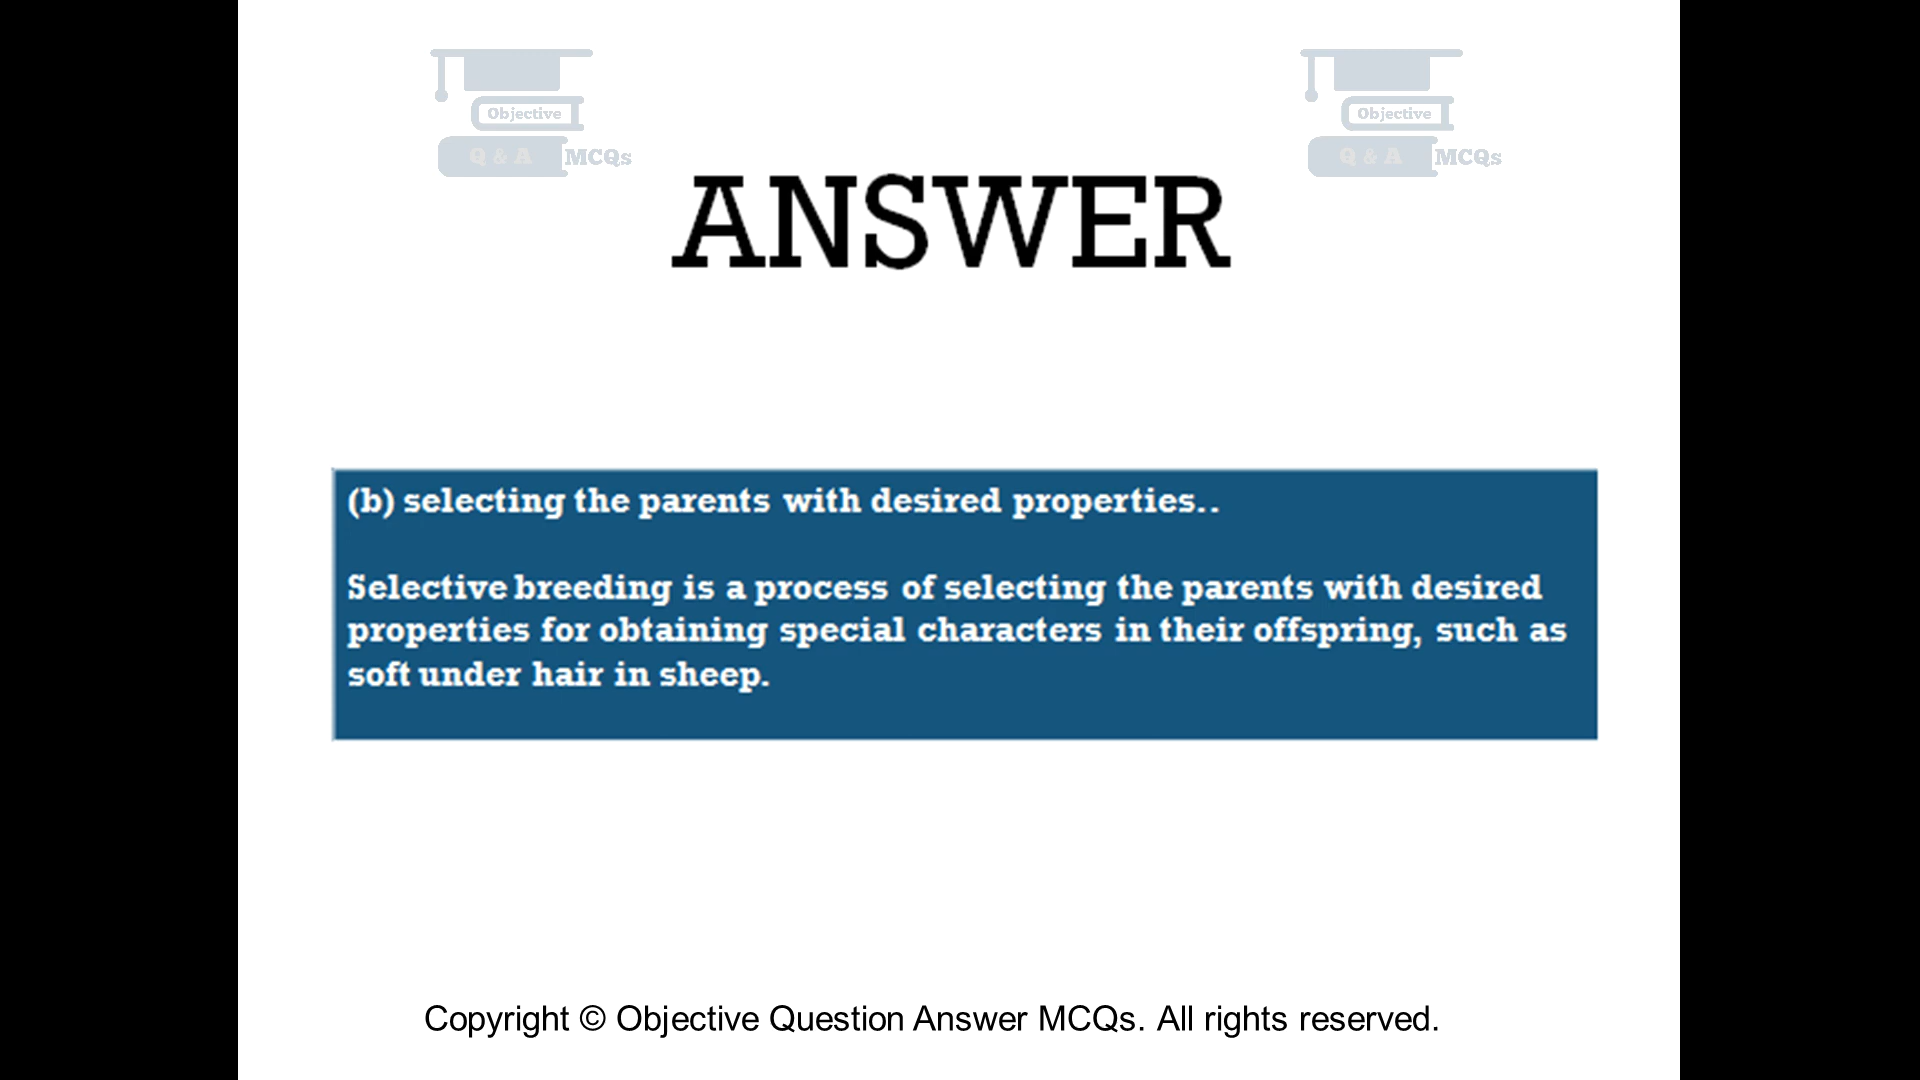 Objective
Q & A MCQs
Objective
Q & A MCQs
ANSWER
(b) selecting the parents with desired properties..
Selective breeding is a process of selecting the parents with desired
properties for obtaining special characters in their offspring, such as
soft under hair in sheep.
Copyright © Objective Question Answer MCQs. All rights reserved.